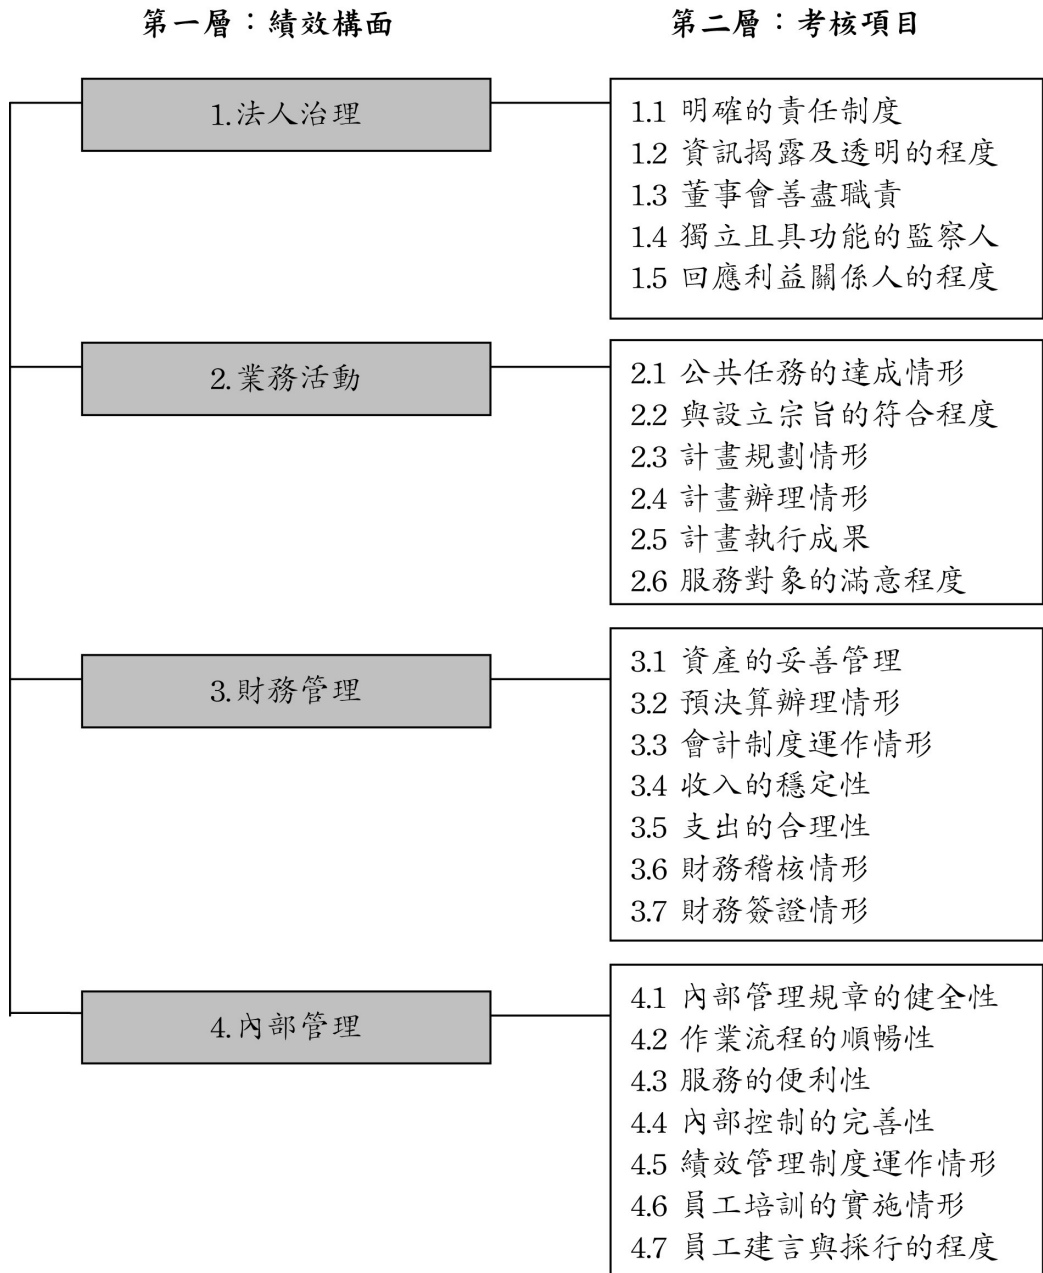 第一層：績效構面
第二層：考核項目
1.法人治理
1.1 明確的責任制度
1.2 資訊揭露及透明的程度
1.3 董事會善盡職責
1.4 獨立且具功能的監察人
1.5 回應利益關係人的程度
2.業務活動
2.1 公共任務的達成情形
2.2 與設立宗旨的符合程度
2.3 計畫規劃情形
2.4 計畫辦理情形
2.5 計畫執行成果
2.6 服務對象的滿意程度
3.財務管理
3.1 資產的妥善管理
3.2 預決算辦理情形
3.3 會計制度運作情形
3.4 收入的穩定性
3.5 支出的合理性
3.6 財務稽核情形
3.7 財務簽證情形
4.內部管理
4.1 內部管理規章的健全性
4.2 作業流程的順暢性
4.3 服務的便利性
4.4 內部控制的完善性
4.5 績效管理制度運作情形
4.6 員工培訓的實施情形
4.7 員工建言與採行的程度